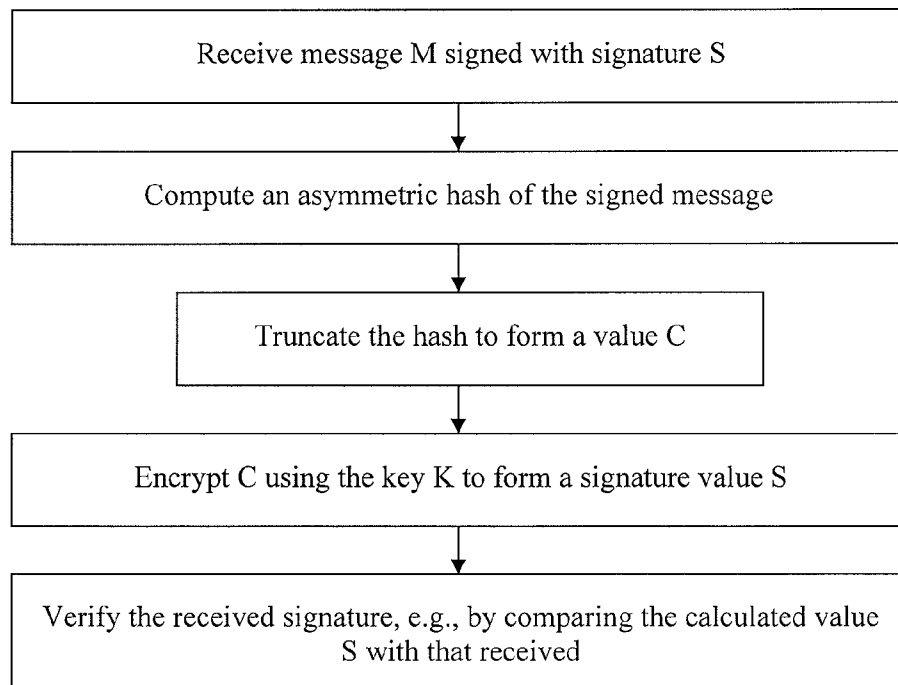 Receive message M signed with signature S
Compute an asymmetric hash of the signed message
Truncate the hash to form a value C
Encrypt C using the key K to form a signature value S
Verify the received signature, e.g., by comparing the calculated value
S with that received